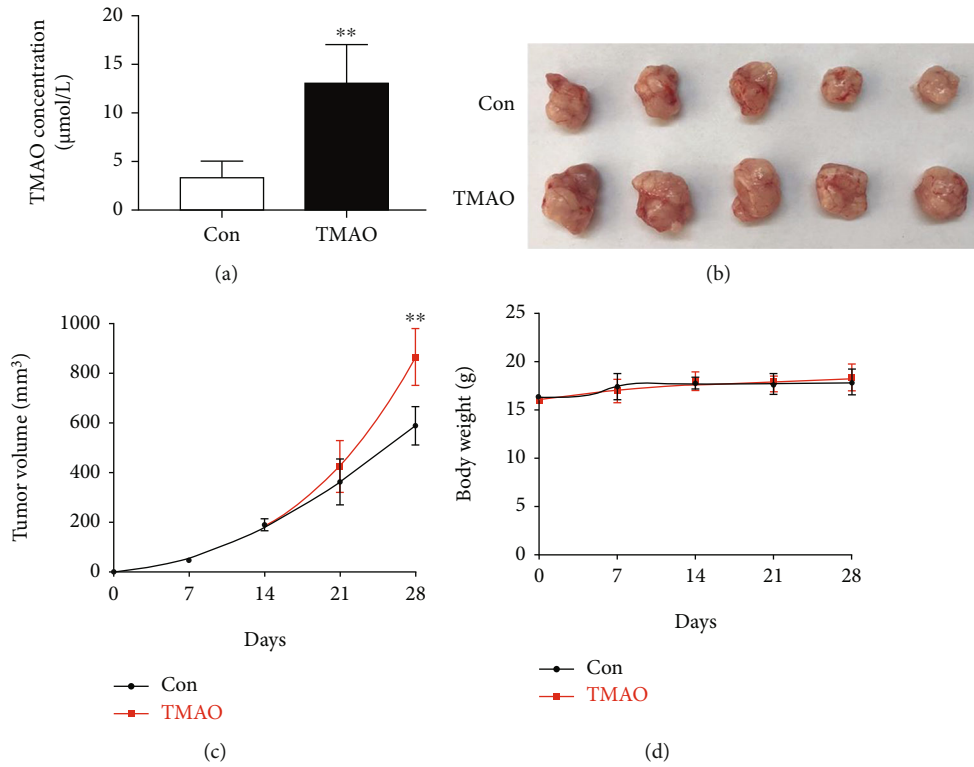 20
15
10
5
0
TMAO concentration
(μmol/L)
**
Con
TMAO
(a)
Con
TMAO
(b)
1000
800
600
400
200
0
Tumor volume (mm³)
**
0
7
14
21
28
Days
Con
TMAO
(c)
25
20
15
10
5
0
Body weight (g)
0
7
14
21
28
Days
Con
TMAO
(d)